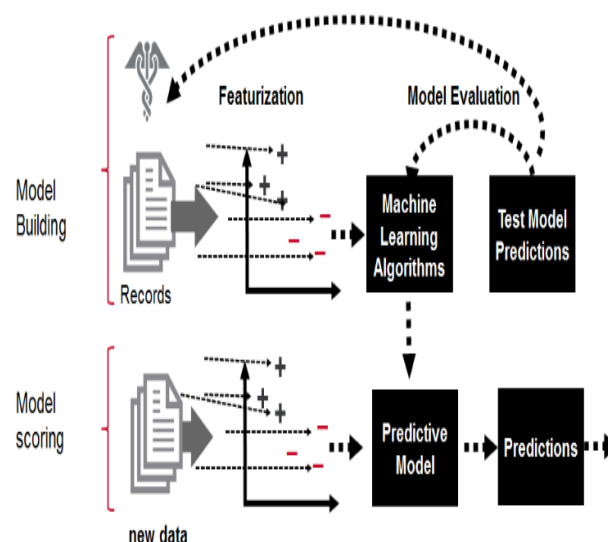 Featurization
Model Evaluation
Model
Building
Records
Machine
Learning
Algorithms
Test Model
Predictions
Model
scoring
new data
Predictive
Model
Predictions